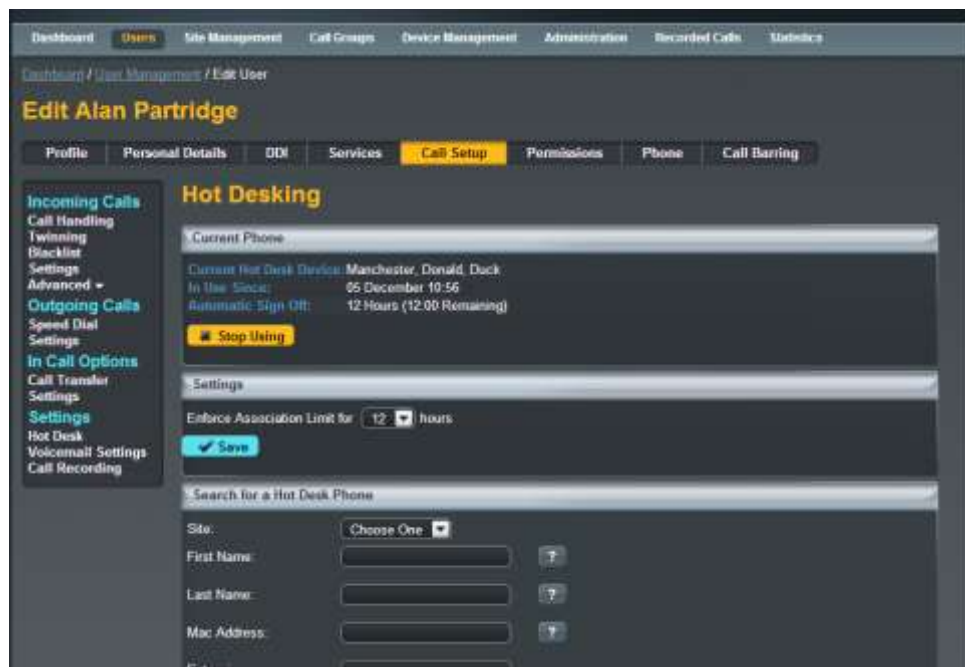 Dashboard Users Site Management Call Groups Device Management Administration Recorded Calls Statistics
Dashboard / User Management / Edit User
Edit Alan Partridge
Profile Personal Details DDI Services Call Setup Permissions Phone Call Barring
Incoming Calls
Call Handling
Twinning
Blacklist
Settings
Advanced
Outgoing Calls
Speed Dial
Settings
In Call Options
Call Transfer
Settings
Settings
Hot Desk
Voicemail Settings
Call Recording
Hot Desking
Current Phone
Current Hot Desk Device: Manchester, Donald, Duck
In Use Since: 05 December 10:56
Automatic Sign Off: 12 Hours (12:00 Remaining)
Stop Using
Settings
Enforce Association Limit for 12 hours
Save
Search for a Hot Desk Phone
Site: Choose One
First Name: ?
Last Name: ?
Mac Address: ?